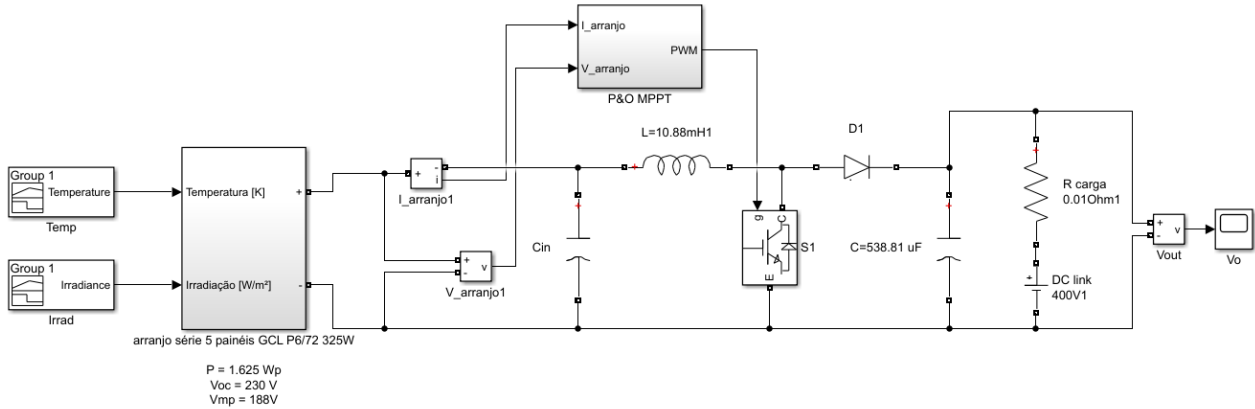 I_arranjo
V_arranjo
PWM
P&O MPPT
L=10.88mH1
D1
Group 1
Temperature
Temp
Temperatura [K]
+
+
-
i
I_arranjo1
g
C
E
S1
Cin
C=538.81 uF
R carga
0.01Ohm1
+
-
v
Vout
Vo
+
-
v
V_arranjo1
Group 1
Irradiance
Irrad
Irradiação [W/m²]
-
+
DC link
400V1
arranjo série 5 painéis GCL P6/72 325W
P = 1.625 Wp
Voc = 230 V
Vmp = 188V